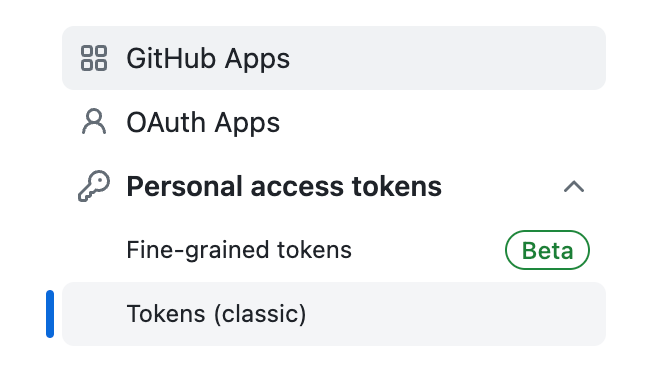 GitHub Apps
OAuth Apps
Personal access tokens
Fine-grained tokens Beta
Tokens (classic)